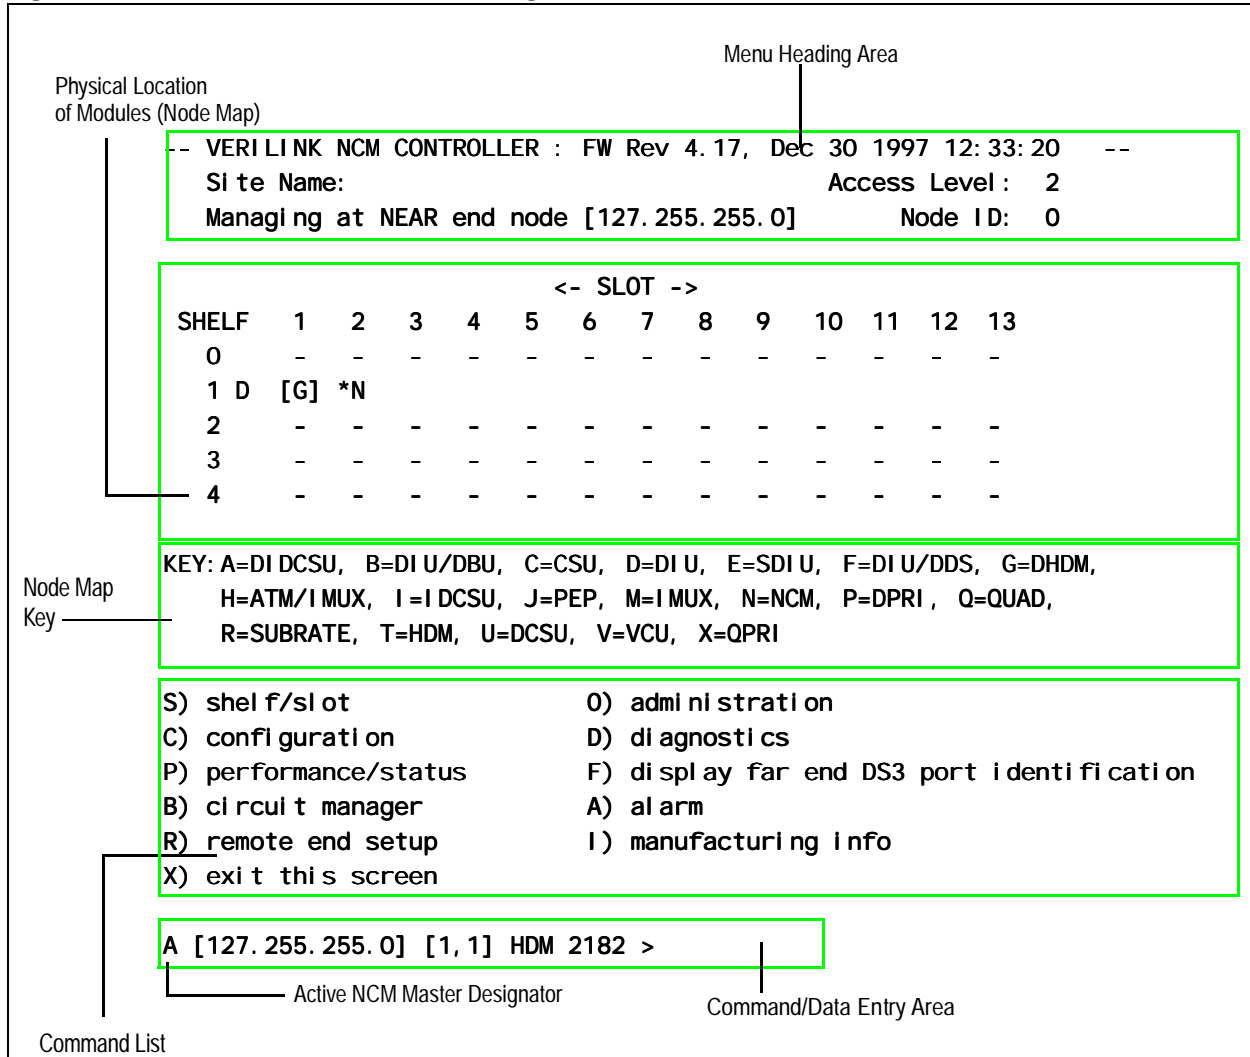 Menu Heading Area
Physical Location
of Modules (Node Map)
-- VERILINK NCM CONTROLLER : FW Rev 4.17, Dec 30 1997 12:33:20 --
Site Name: Access Level: 2
Managing at NEAR end node [127.255.255.0] Node ID: 0
<- SLOT ->
SHELF 1 2 3 4 5 6 7 8 9 10 11 12 13
0 - - - - - - - - - - - - -
1 D [G] *N
2 - - - - - - - - - - - - -
3 - - - - - - - - - - - - -
4 - - - - - - - - - - - - -
Node Map
Key
KEY: A=DIDCSU, B=DIU/DBU, C=CSU, D=DIU, E=SDIU, F=DIU/DDS, G=DHDM,
H=ATM/IMUX, I=IDCSU, J=PEP, M=IMUX, N=NCM, P=DPRI, Q=QUAD,
R=SUBRATE, T=HDM, U=DCSU, V=VCU, X=QPRI
S) shelf/slot O) administration
C) configuration D) diagnostics
P) performance/status F) display far end DS3 port identification
B) circuit manager A) alarm
R) remote end setup I) manufacturing info
X) exit this screen
A [127.255.255.0] [1,1] HDM 2182 >
Active NCM Master Designator
Command/Data Entry Area
Command List